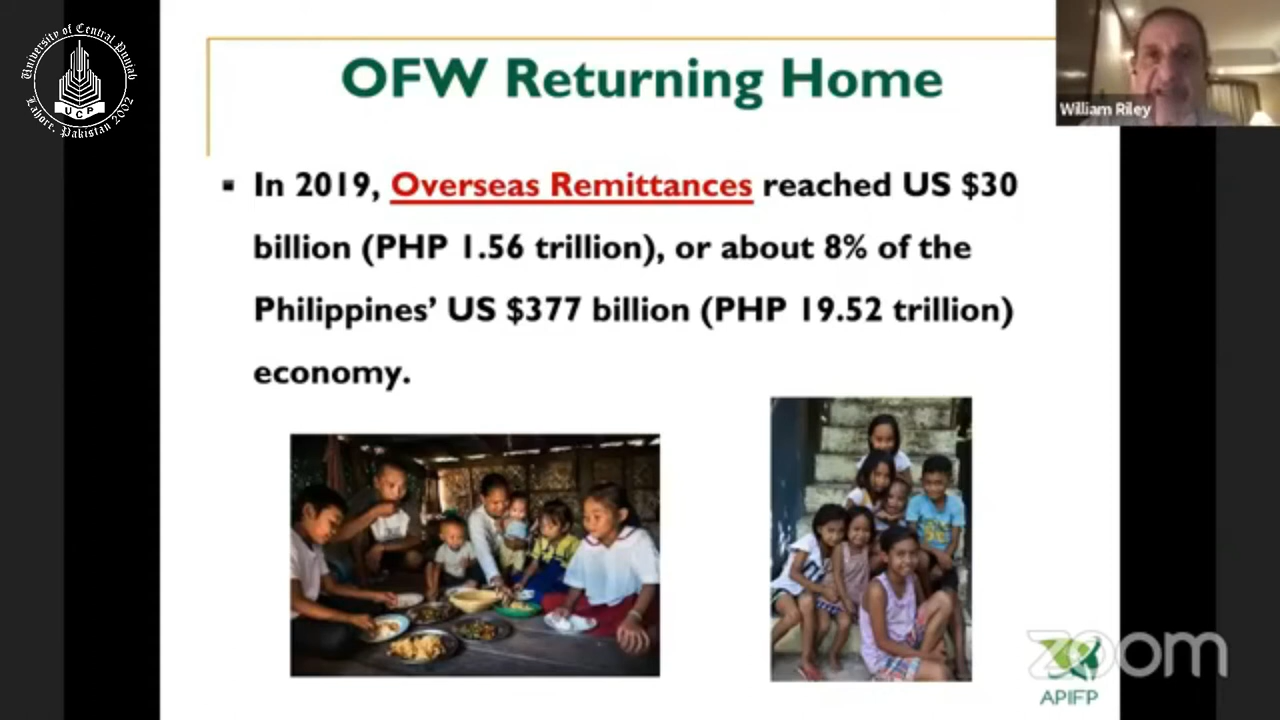 University of Central Punjab
UCP
Lahore, Pakistan 2002
OFW Returning Home
William Riley
▪ In 2019, Overseas Remittances reached US $30
billion (PHP 1.56 trillion), or about 8% of the
Philippines’ US $377 billion (PHP 19.52 trillion)
economy.
zoom
APIFP